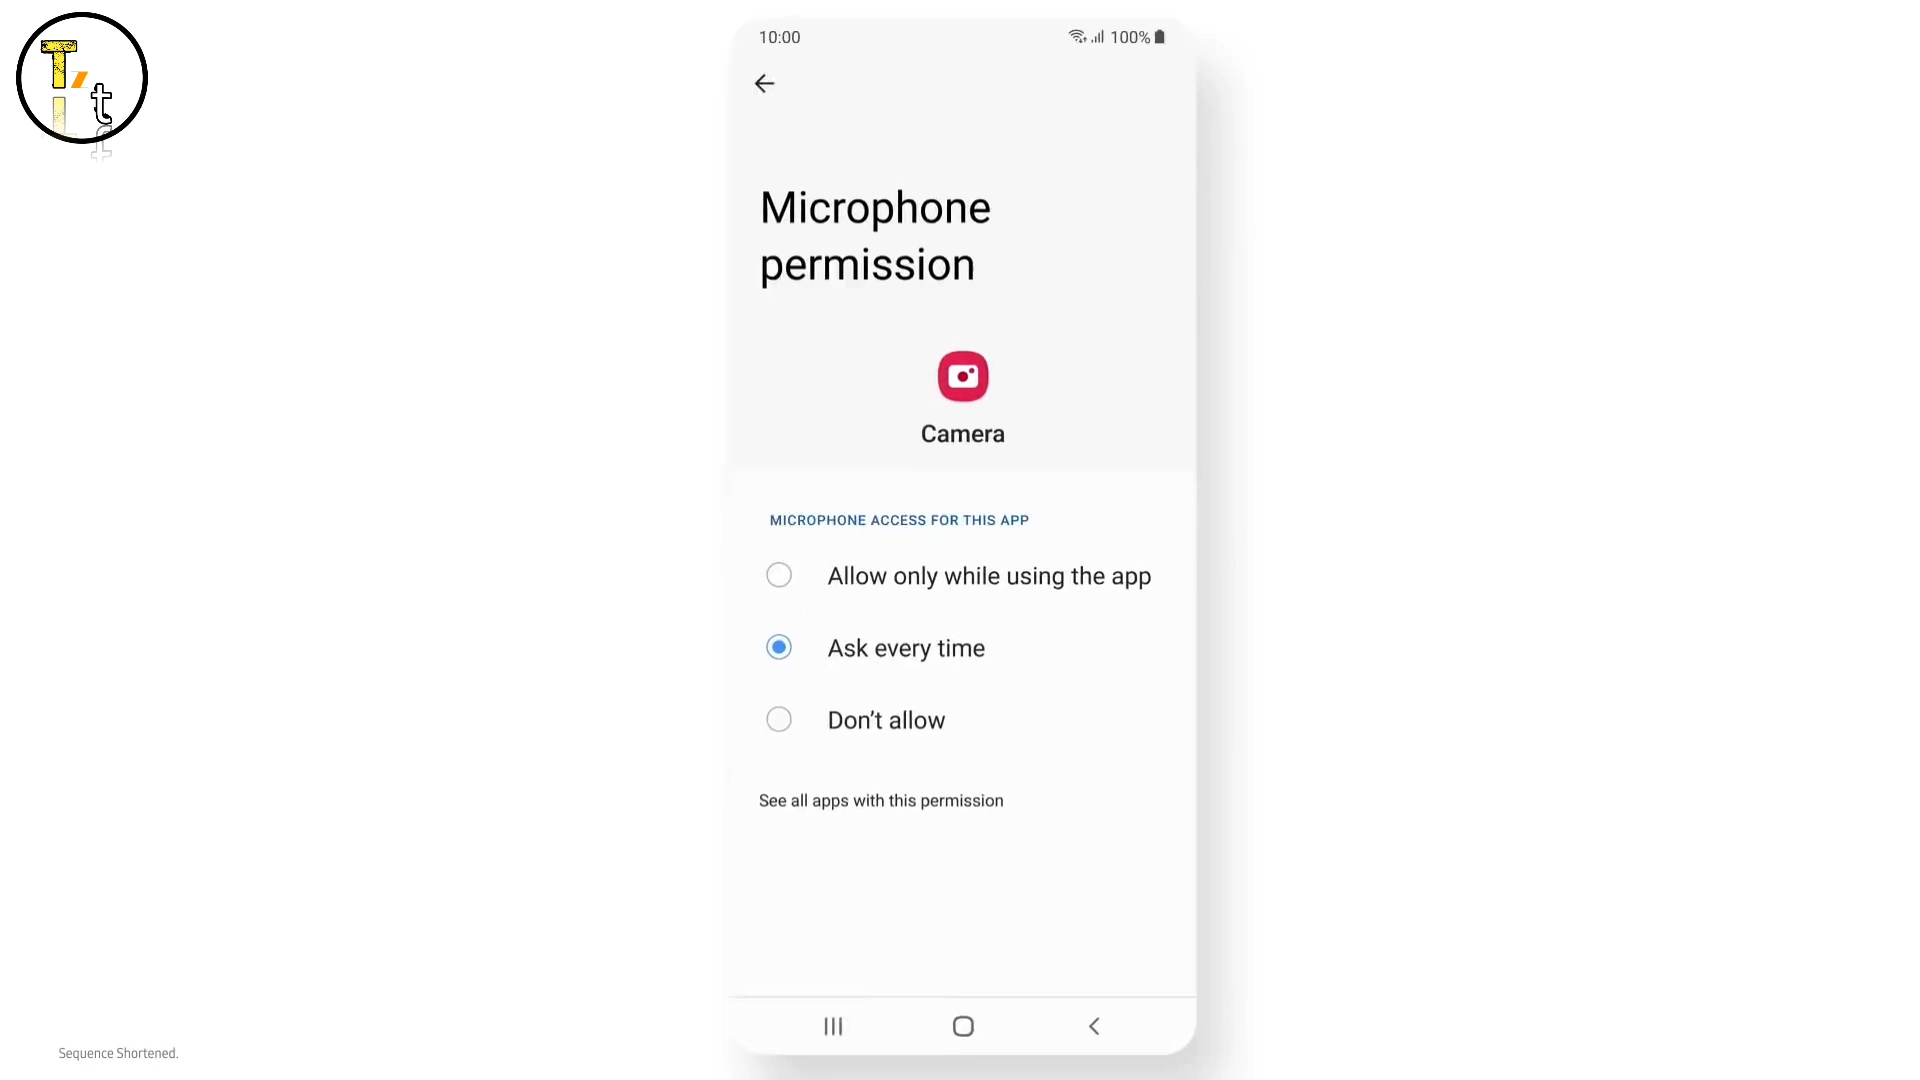 T
t
10:00
100%
Microphone
permission
Camera
MICROPHONE ACCESS FOR THIS APP
Allow only while using the app
Ask every time
Don’t allow
See all apps with this permission
Sequence Shortened.